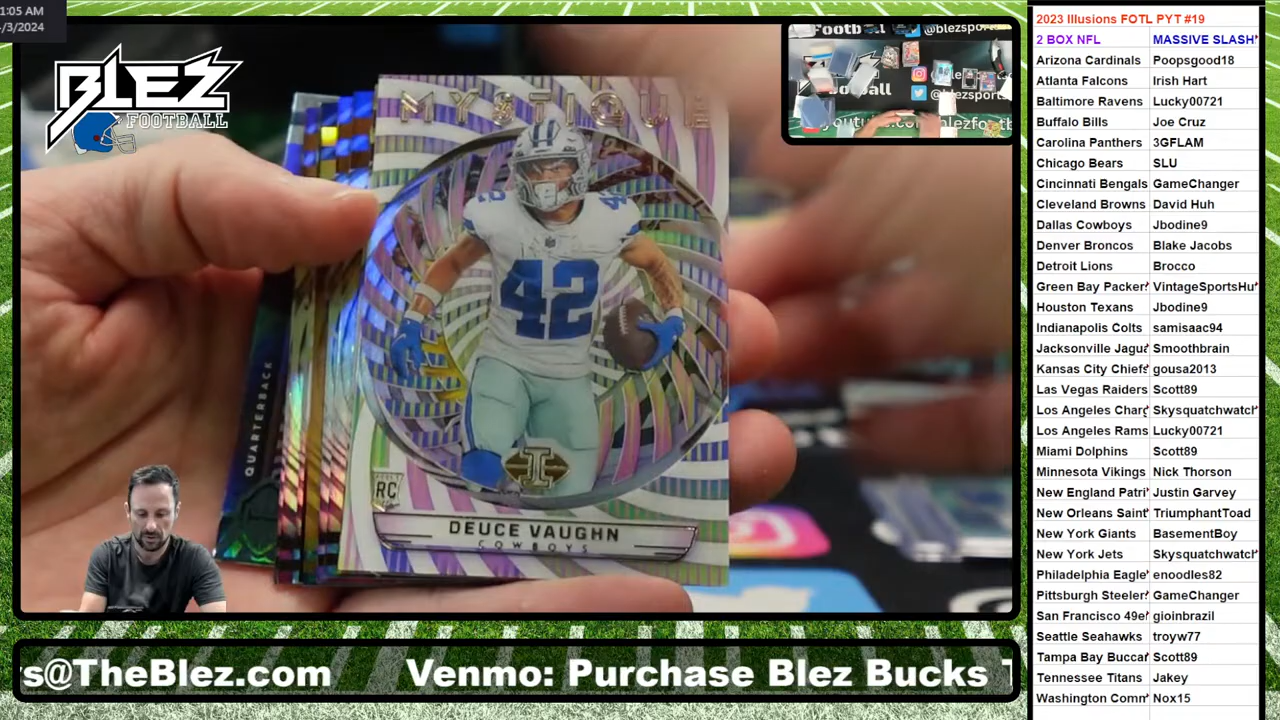 1:05 AM
/3/2024
BLEZ
FOOTBALL
MYSTIQUE
42
42
QUARTERBACK
RC
I
DEUCE VAUGHN
COWBOYS
Football
@blezspor
@blezsports
s@TheBlez.com Venmo: Purchase Blez Bucks
2023 Illusions FOTL PYT #19
2 BOX NFL MASSIVE SLASH
Arizona Cardinals Poopsgood18
Atlanta Falcons Irish Hart
Baltimore Ravens Lucky00721
Buffalo Bills Joe Cruz
Carolina Panthers 3GFLAM
Chicago Bears SLU
Cincinnati Bengals GameChanger
Cleveland Browns David Huh
Dallas Cowboys Jbodine9
Denver Broncos Blake Jacobs
Detroit Lions Brocco
Green Bay Packer VintageSportsHu
Houston Texans Jbodine9
Indianapolis Colts samisaac94
Jacksonville Jagua Smoothbrain
Kansas City Chiefs gousa2013
Las Vegas Raiders Scott89
Los Angeles Charg Skysquatchwatch
Los Angeles Rams Lucky00721
Miami Dolphins Scott89
Minnesota Vikings Nick Thorson
New England Patri Justin Garvey
New Orleans Saint TriumphantToad
New York Giants BasementBoy
New York Jets Skysquatchwatch
Philadelphia Eagle enoodles82
Pittsburgh Steeler GameChanger
San Francisco 49e gioinbrazil
Seattle Seahawks troyw77
Tampa Bay Buccar Scott89
Tennessee Titans Jakey
Washington Comm Nox15